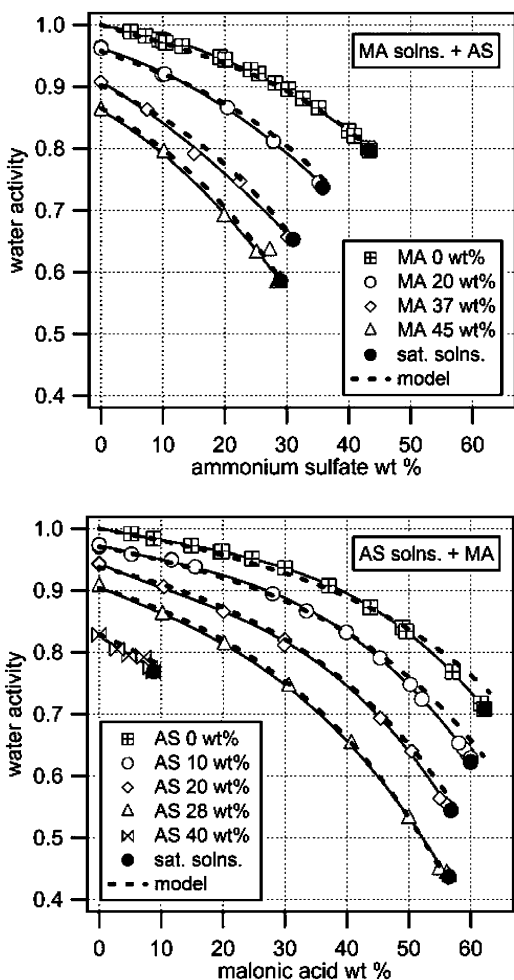 1.0
0.9
0.8
0.7
0.6
0.5
0.4
water activity
MA solns. + AS
MA 0 wt%
MA 20 wt%
MA 37 wt%
MA 45 wt%
sat. solns.
model
0 10 20 30 40 50 60
ammonium sulfate wt %
1.0
0.9
0.8
0.7
0.6
0.5
0.4
water activity
AS solns. + MA
AS 0 wt%
AS 10 wt%
AS 20 wt%
AS 28 wt%
AS 40 wt%
sat. solns.
model
0 10 20 30 40 50 60
malonic acid wt %